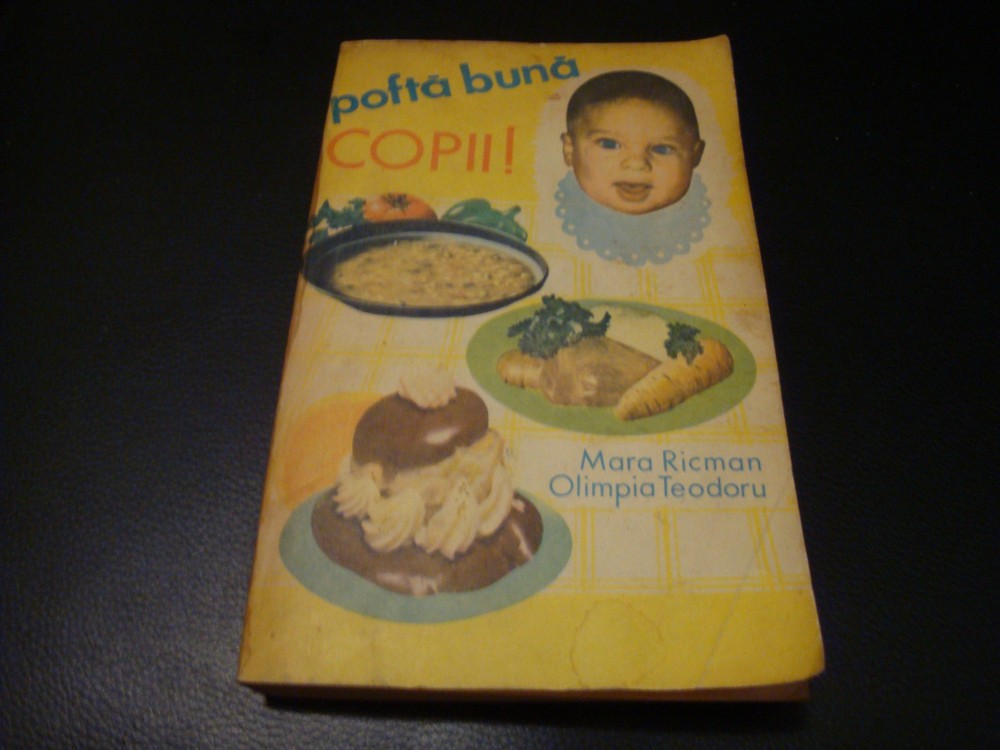 poftă bună
COPII!
Mara Ricman
Olimpia Teodoru